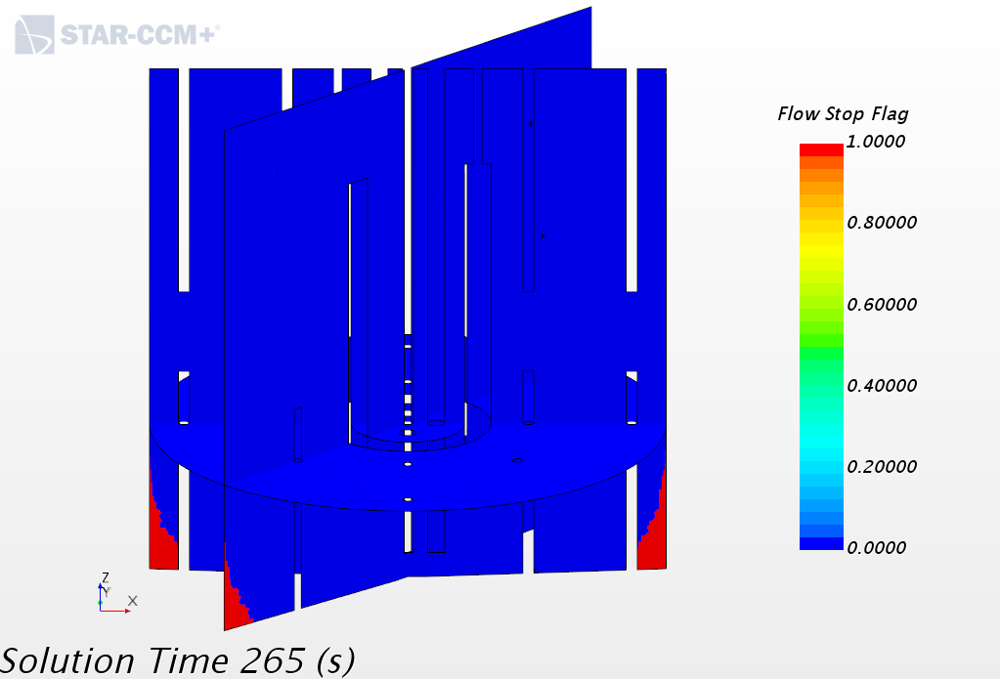 STAR-CCM+
Flow Stop Flag
1.0000
0.80000
0.60000
0.40000
0.20000
0.0000
Z
Y
X
Solution Time 265 (s)